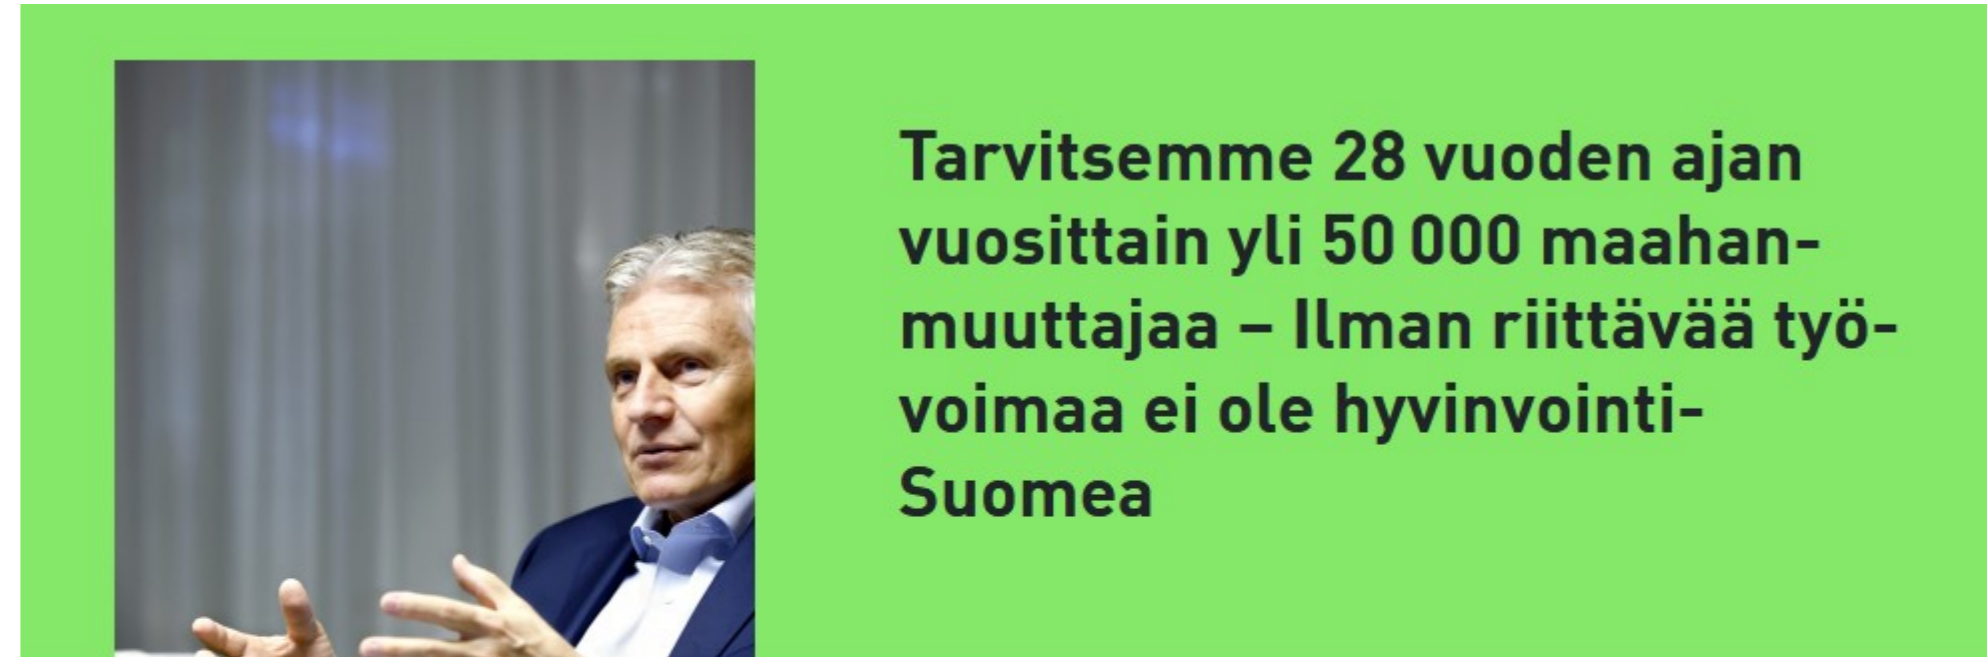 Tarvitsemme 28 vuoden ajan
vuosittain yli 50 000 maahan-
muuttajaa – Ilman riittävää työ-
voimaa ei ole hyvinvointi-
Suomea